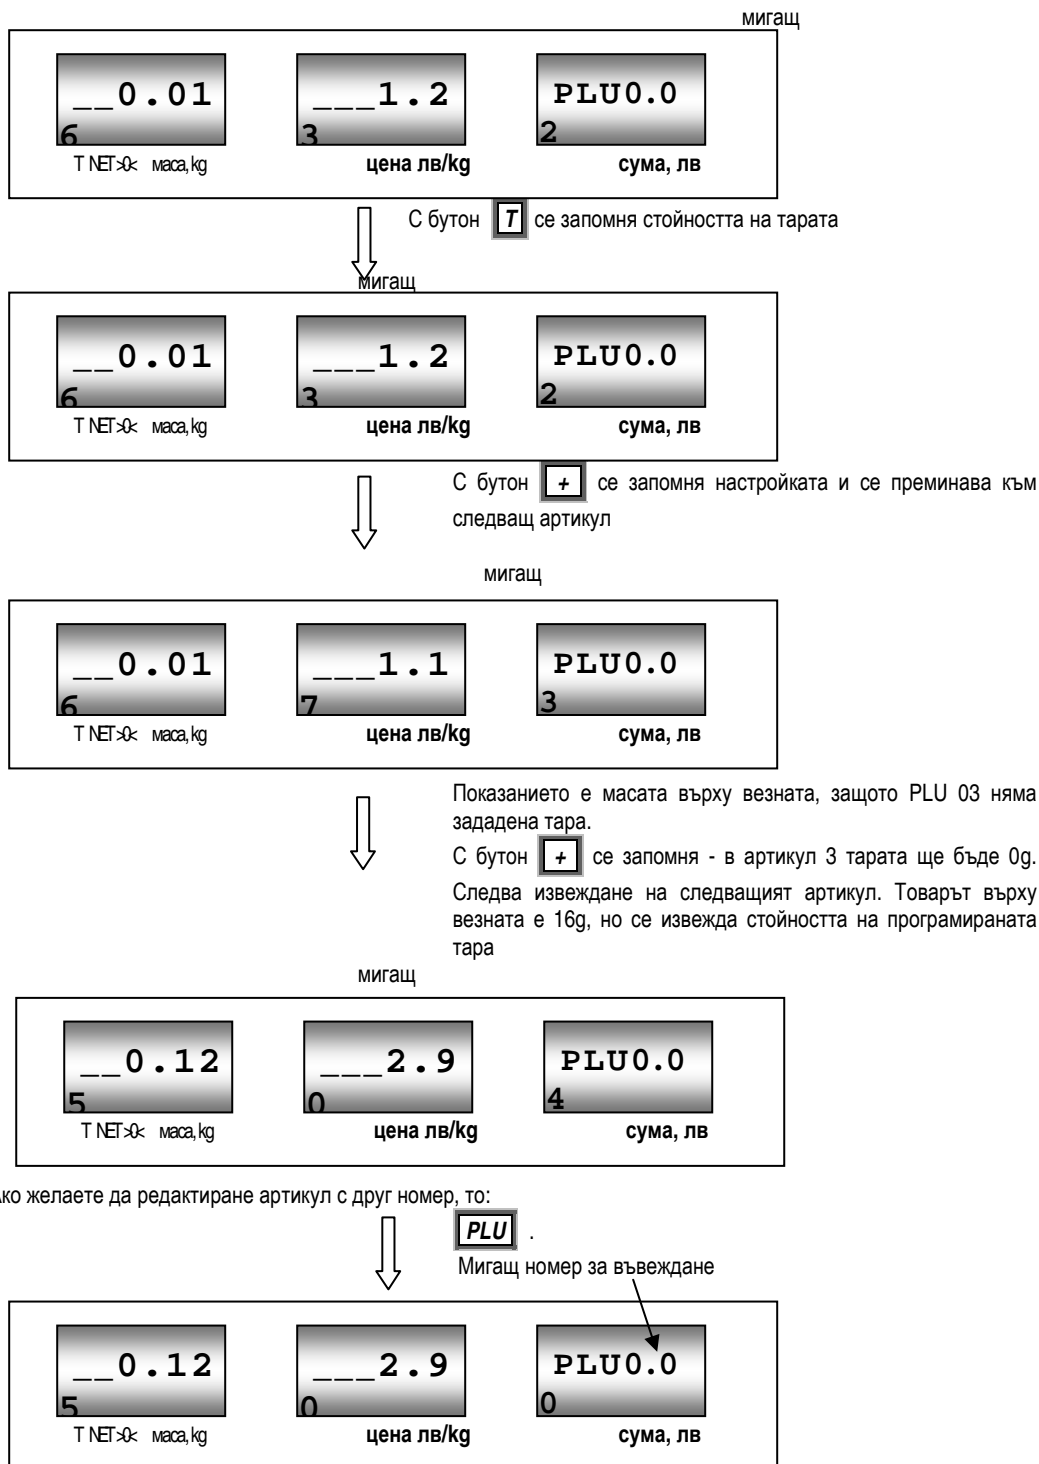 мигащ
__0.01 ___1.2 PLU0.0
6 3 2
T NET>0< маса,kg цена лв/kg сума, лв
С бутон T се запомня стойността на тарата
мигащ
__0.01 ___1.2 PLU0.0
6 3 2
T NET>0< маса,kg цена лв/kg сума, лв
С бутон + се запомня настройката и се преминава към
следващ артикул
мигащ
__0.01 ___1.1 PLU0.0
6 7 3
T NET>0< маса,kg цена лв/kg сума, лв
Показанието е масата върху везната, защото PLU 03 няма
зададена тара.
С бутон + се запомня - в артикул 3 тарата ще бъде 0g.
Следва извеждане на следващият артикул. Товарът върху
везната е 16g, но се извежда стойността на програмираната
тара
мигащ
__0.12 ___2.9 PLU0.0
5 0 4
T NET>0< маса,kg цена лв/kg сума, лв
ко желаете да редактиране артикул с друг номер, то:
PLU .
Мигащ номер за въвеждане
__0.12 ___2.9 PLU0.0
5 0 0
T NET>0< маса,kg цена лв/kg сума, лв